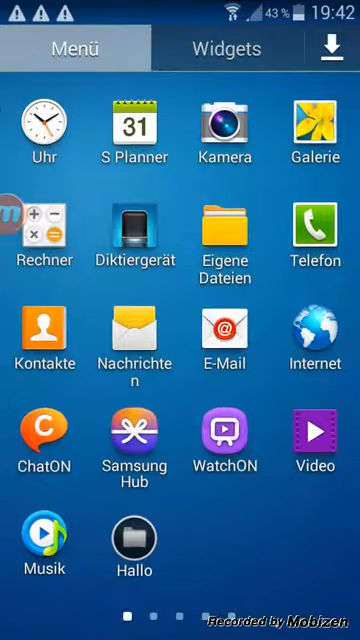 43 % 19:42
Menü Widgets
31
Uhr S Planner Kamera Galerie
m
Rechner Diktiergerät Eigene Dateien Telefon
Kontakte Nachrichte
n E-Mail Internet
ChatON Samsung Hub WatchON Video
Musik Hallo
Recorded by Mobizen